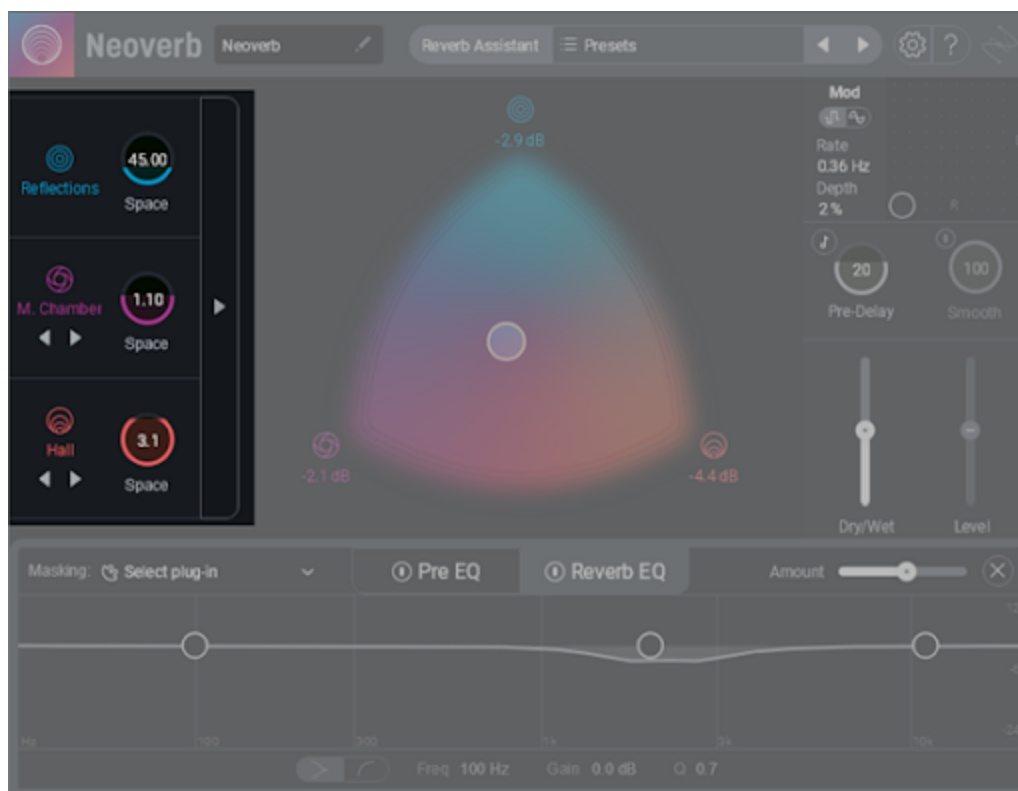 Neoverb
Neoverb
Reverb Assistant
Presets
?
Reflections
45.00
Space
M. Chamber
1.10
Space
Hall
3.1
Space
-2.9 dB
-2.1 dB
-4.4 dB
Mod
Rate
0.36 Hz
Depth
2 %
R
20
Pre-Delay
100
Smooth
Dry/Wet
Level
Masking: Select plug-in
Pre EQ
Reverb EQ
Amount
Hz 100 300 1k 3k 10k
Freq 100 Hz Gain 0.0 dB Q 0.7